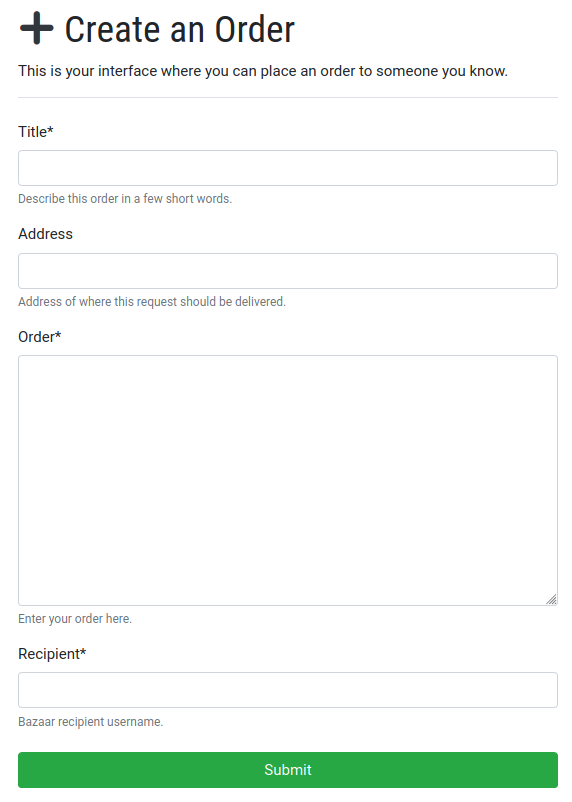 Create an Order
This is your interface where you can place an order to someone you know.
Title*
Describe this order in a few short words.
Address
Address of where this request should be delivered.
Order*
Enter your order here.
Recipient*
Bazaar recipient username.
Submit